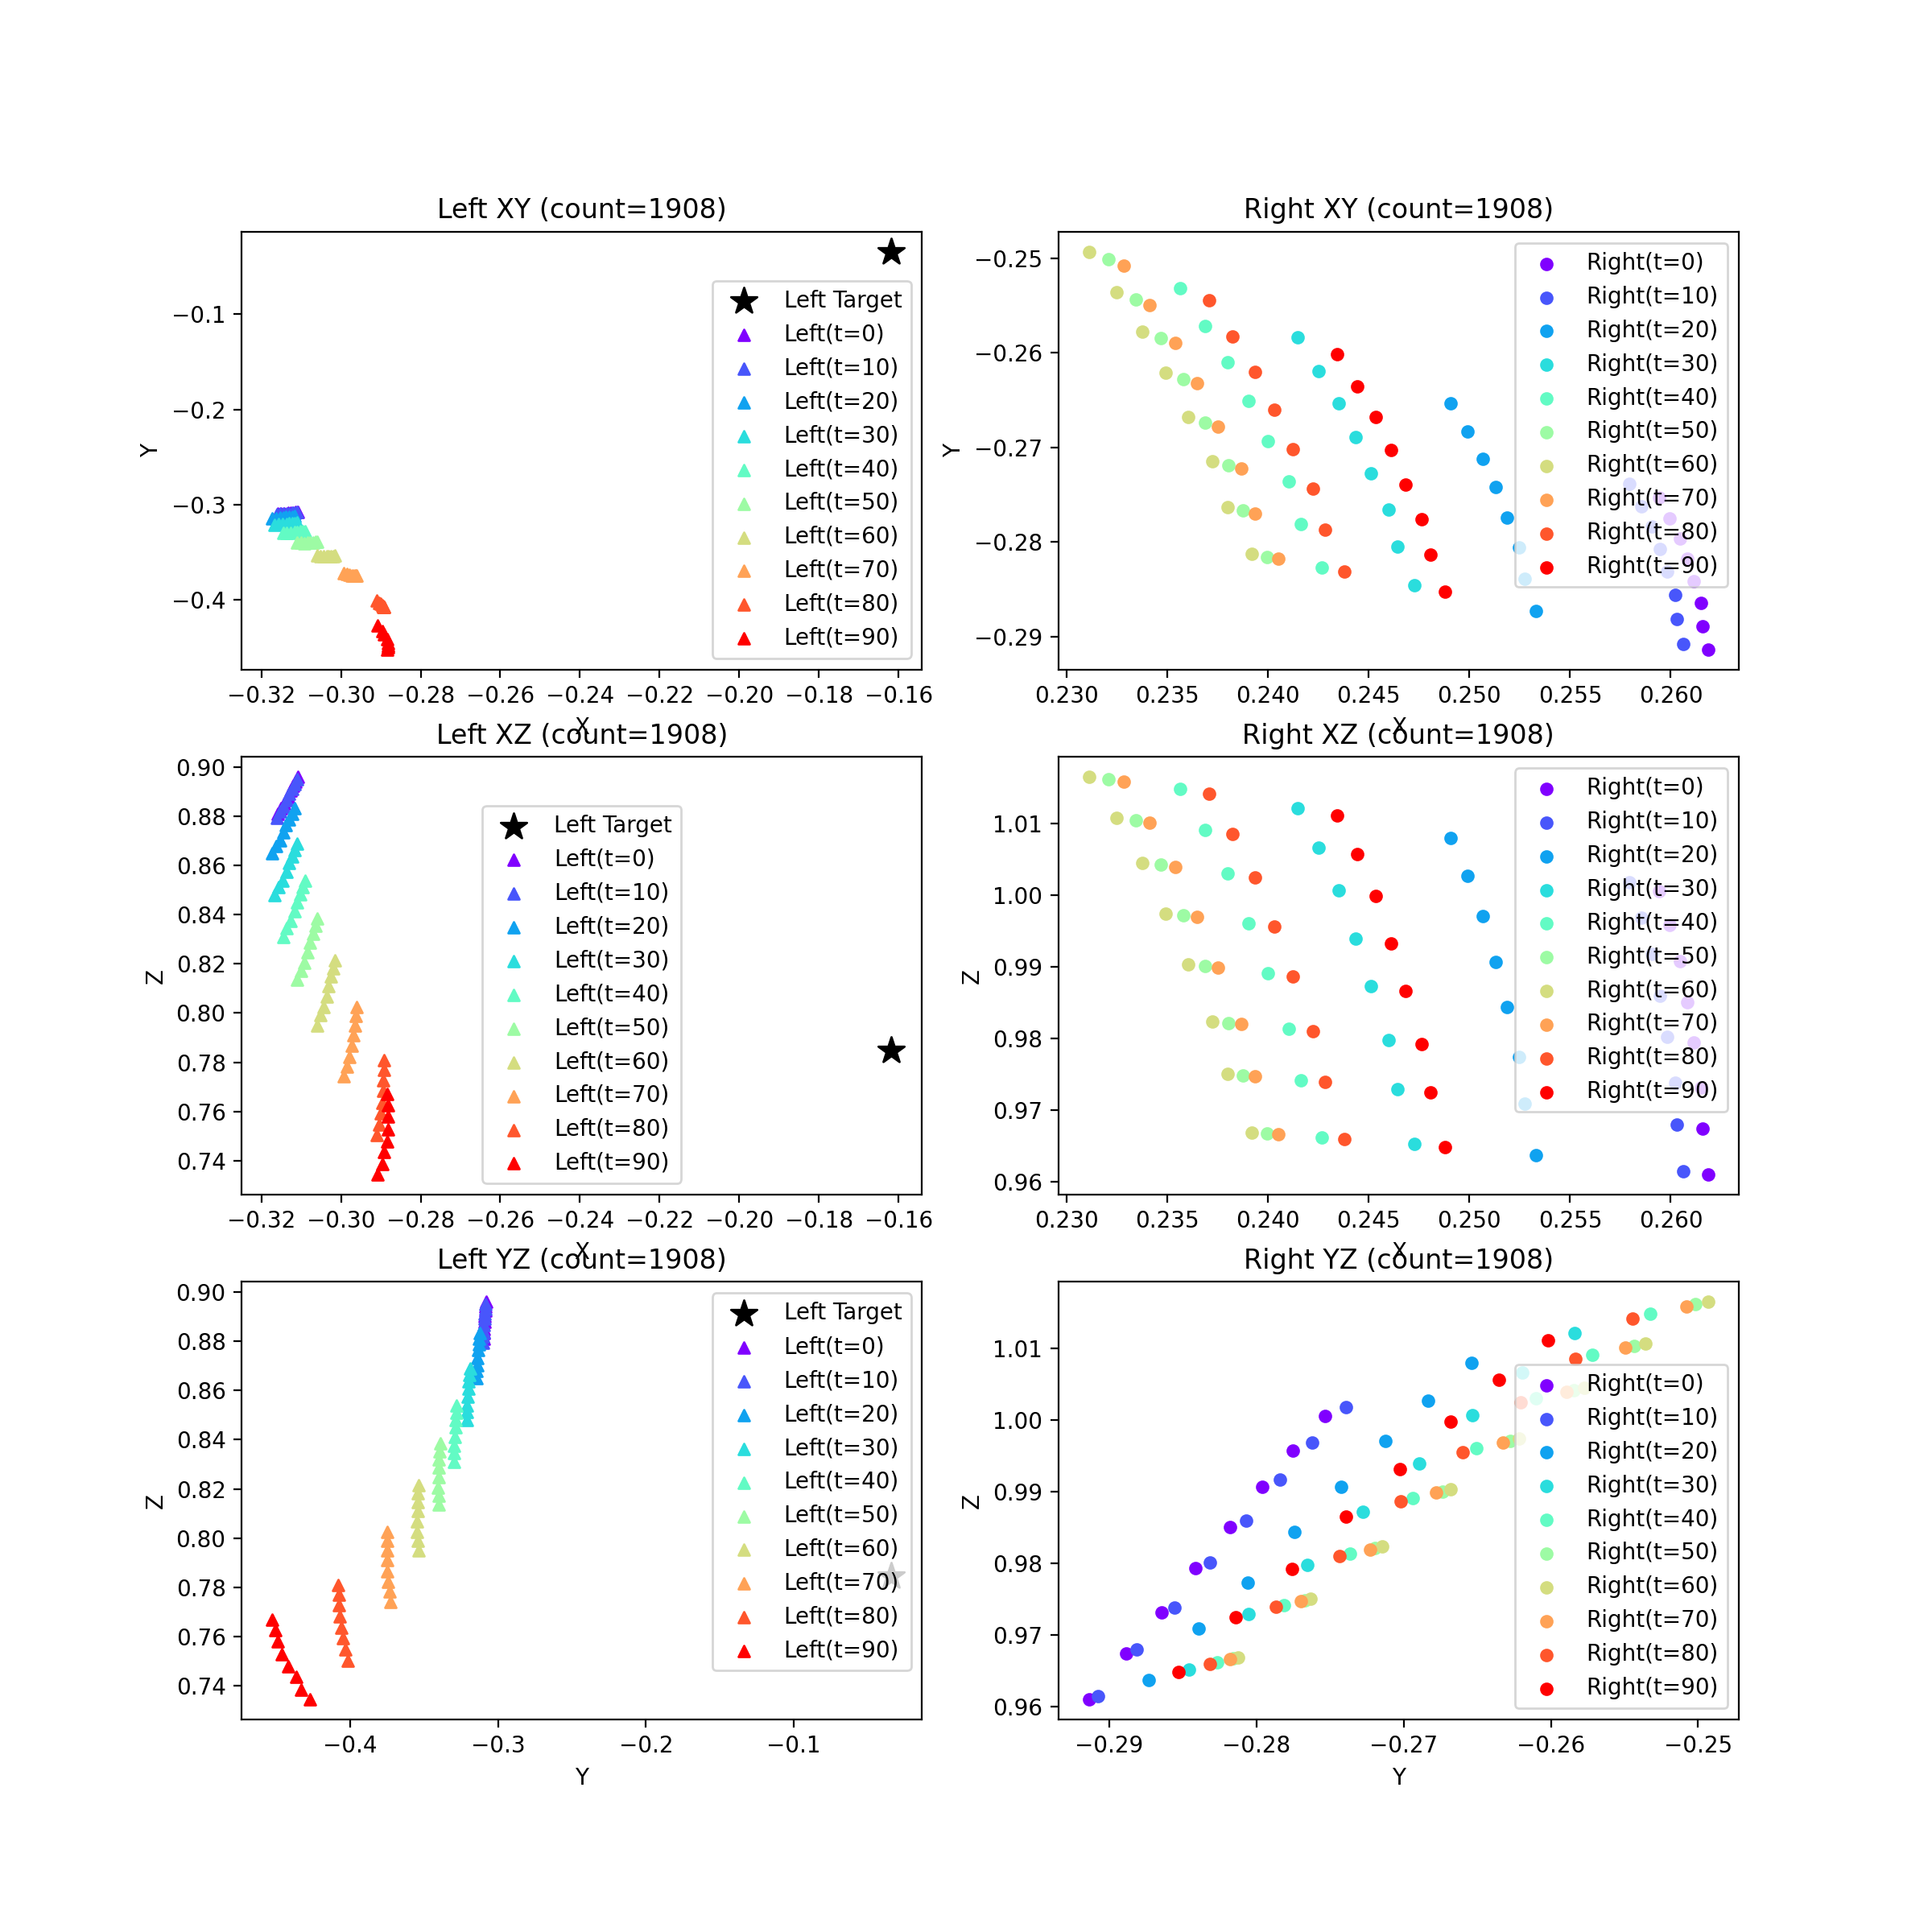 Left XY (count=1908)
Y
−0.1
−0.2
−0.3
−0.4
Left Target
Left(t=0)
Left(t=10)
Left(t=20)
Left(t=30)
Left(t=40)
Left(t=50)
Left(t=60)
Left(t=70)
Left(t=80)
Left(t=90)
−0.32 −0.30 −0.28 −0.26 −0.24 −0.22 −0.20 −0.18 −0.16
X
Right XY (count=1908)
Y
−0.25
−0.26
−0.27
−0.28
−0.29
Right(t=0)
Right(t=10)
Right(t=20)
Right(t=30)
Right(t=40)
Right(t=50)
Right(t=60)
Right(t=70)
Right(t=80)
Right(t=90)
0.230 0.235 0.240 0.245 0.250 0.255 0.260
X
Left XZ (count=1908)
Z
0.90
0.88
0.86
0.84
0.82
0.80
0.78
0.76
0.74
Left Target
Left(t=0)
Left(t=10)
Left(t=20)
Left(t=30)
Left(t=40)
Left(t=50)
Left(t=60)
Left(t=70)
Left(t=80)
Left(t=90)
−0.32 −0.30 −0.28 −0.26 −0.24 −0.22 −0.20 −0.18 −0.16
X
Right XZ (count=1908)
Z
1.01
1.00
0.99
0.98
0.97
0.96
Right(t=0)
Right(t=10)
Right(t=20)
Right(t=30)
Right(t=40)
Right(t=50)
Right(t=60)
Right(t=70)
Right(t=80)
Right(t=90)
0.230 0.235 0.240 0.245 0.250 0.255 0.260
X
Left YZ (count=1908)
Z
0.90
0.88
0.86
0.84
0.82
0.80
0.78
0.76
0.74
Left Target
Left(t=0)
Left(t=10)
Left(t=20)
Left(t=30)
Left(t=40)
Left(t=50)
Left(t=60)
Left(t=70)
Left(t=80)
Left(t=90)
−0.4 −0.3 −0.2 −0.1
Y
Right YZ (count=1908)
Z
1.01
1.00
0.99
0.98
0.97
0.96
Right(t=0)
Right(t=10)
Right(t=20)
Right(t=30)
Right(t=40)
Right(t=50)
Right(t=60)
Right(t=70)
Right(t=80)
Right(t=90)
−0.29 −0.28 −0.27 −0.26 −0.25
Y